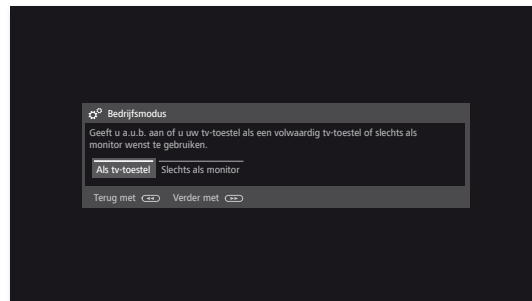 Bedrijfsmodus
Geeft u a.u.b. aan of u uw tv-toestel als een volwaardig tv-toestel of slechts als
monitor wenst te gebruiken.
Als tv-toestel Slechts als monitor
Terug met Verder met